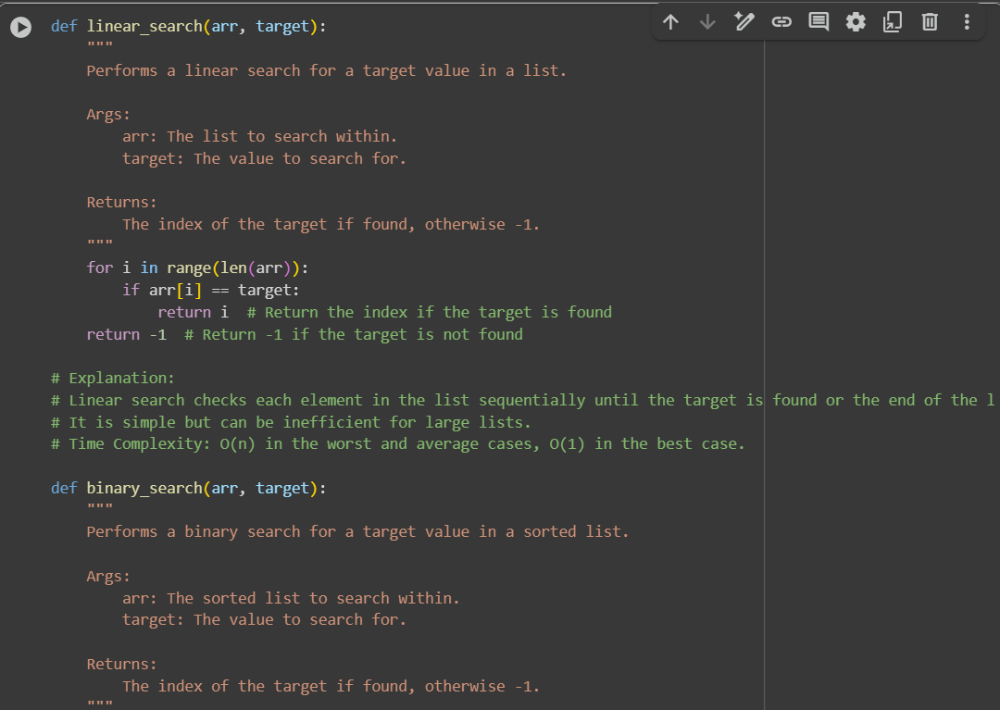 def linear_search(arr, target):
    """
    Performs a linear search for a target value in a list.

    Args:
        arr: The list to search within.
        target: The value to search for.

    Returns:
        The index of the target if found, otherwise -1.
    """
    for i in range(len(arr)):
        if arr[i] == target:
            return i  # Return the index if the target is found
    return -1  # Return -1 if the target is not found

# Explanation:
# Linear search checks each element in the list sequentially until the target is found or the end of the l
# It is simple but can be inefficient for large lists.
# Time Complexity: O(n) in the worst and average cases, O(1) in the best case.

def binary_search(arr, target):
    """
    Performs a binary search for a target value in a sorted list.

    Args:
        arr: The sorted list to search within.
        target: The value to search for.

    Returns:
        The index of the target if found, otherwise -1.
    """